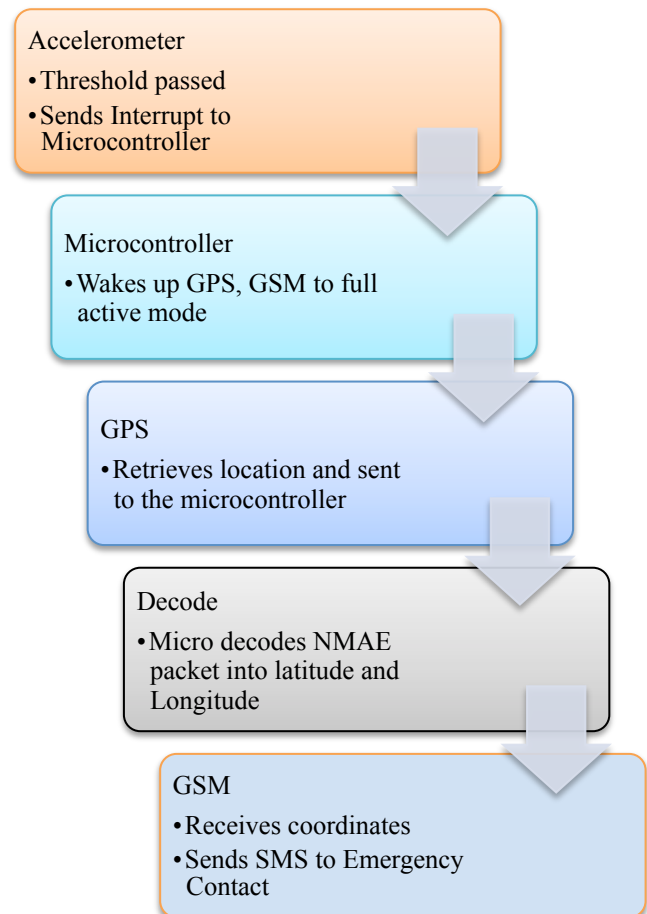 Accelerometer
•Threshold passed
•Sends Interrupt to
Microcontroller
Microcontroller
•Wakes up GPS, GSM to full
active mode
GPS
•Retrieves location and sent
to the microcontroller
Decode
•Micro decodes NMAE
packet into latitude and
Longitude
GSM
•Receives coordinates
•Sends SMS to Emergency
Contact